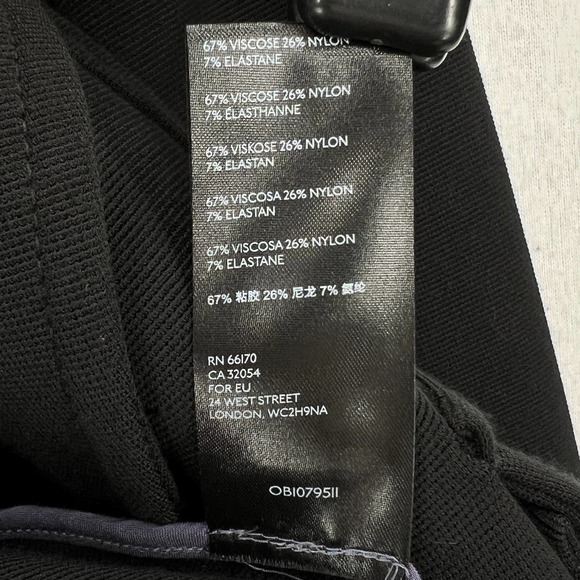 67% VISCOSE 26% NYLON
7% ELASTANE
67% VISCOSE 26% NYLON
7% ÉLASTHANNE
67% VISKOSE 26% NYLON
7% ELASTAN
67% VISCOSA 26% NYLON
7% ELASTAN
67% VISCOSA 26% NYLON
7% ELASTANE
67% 粘胶 26% 尼龙 7% 氨纶
RN 66170
CA 32054
FOR EU
24 WEST STREET
LONDON, WC2H9NA
OB1079511